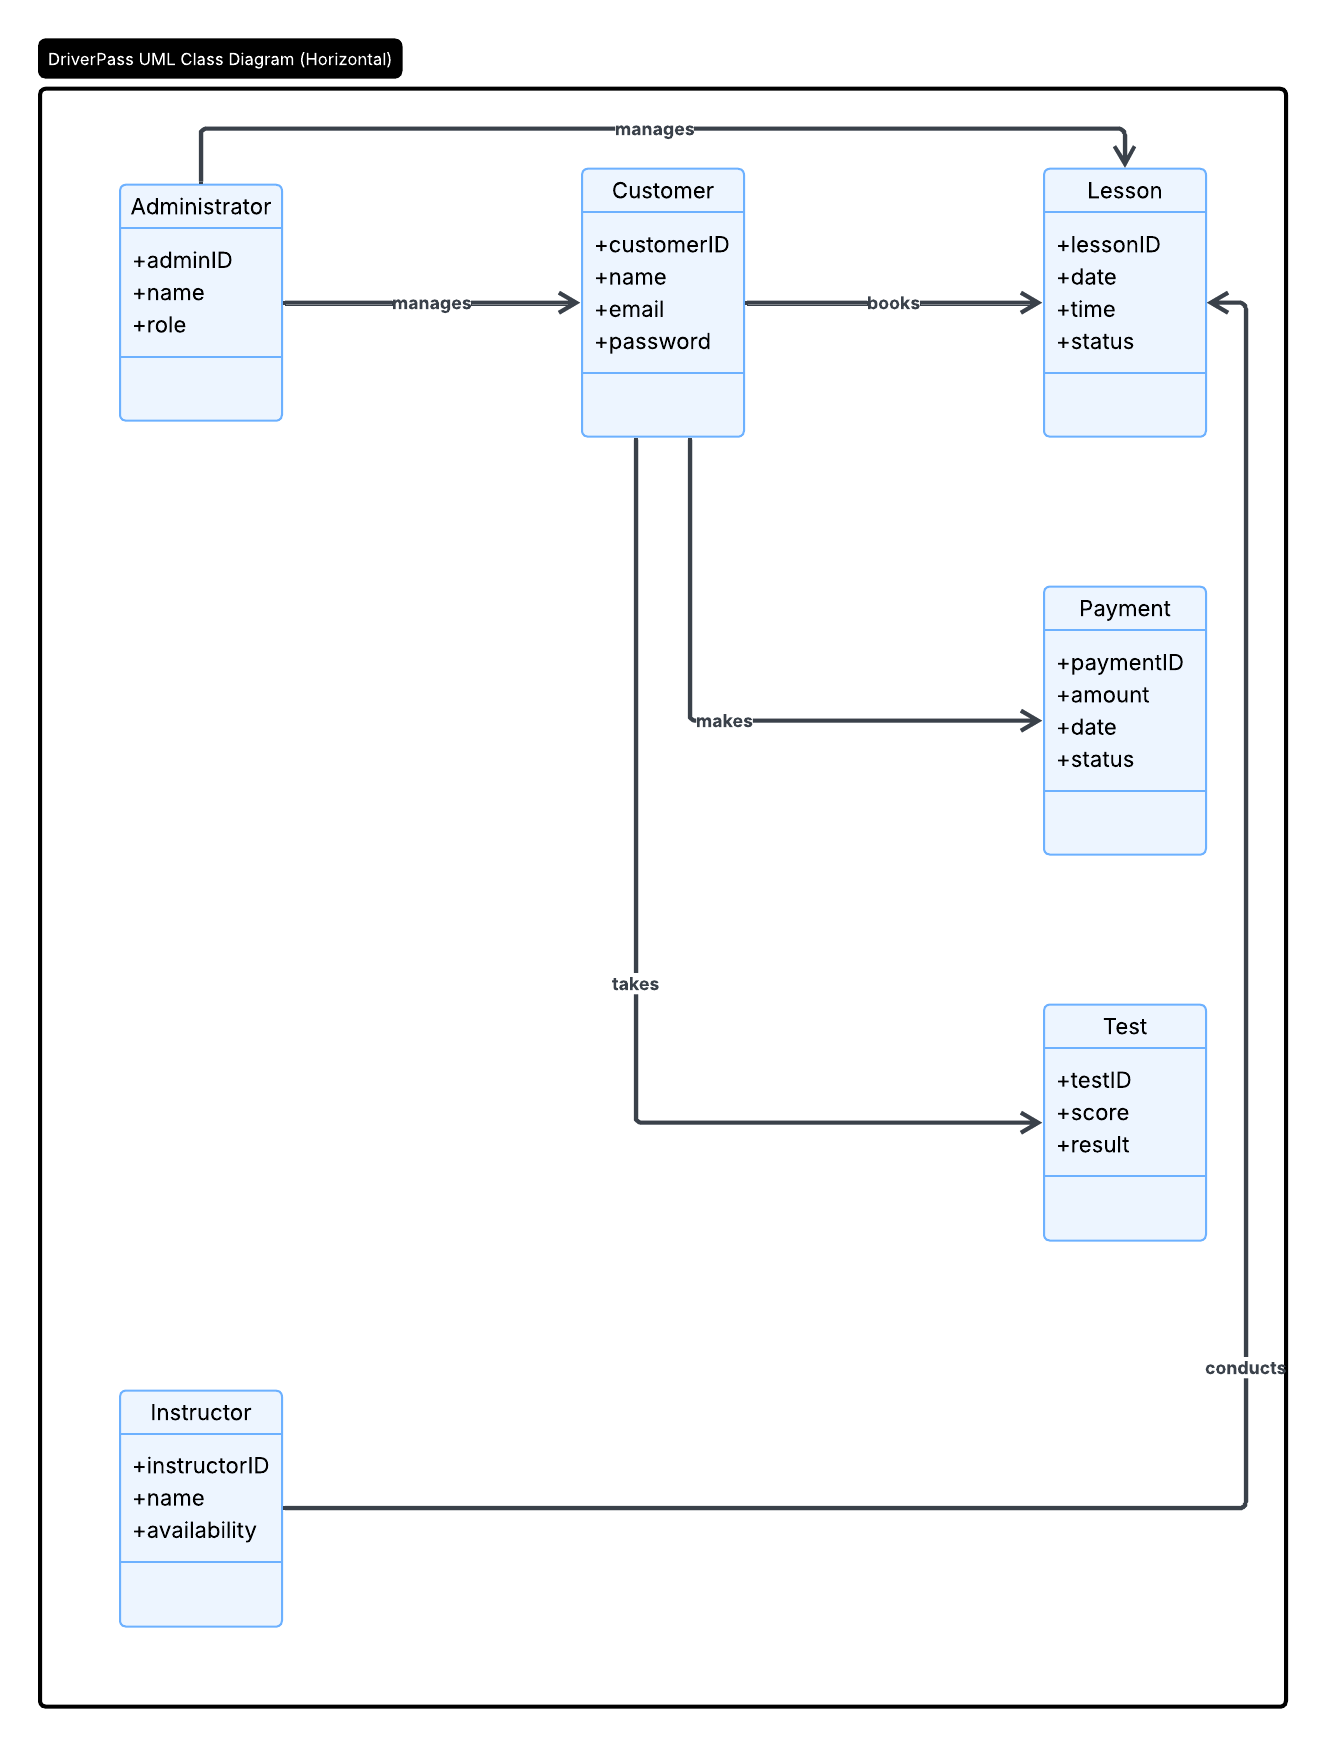 DriverPass UML Class Diagram (Horizontal)
manages
Administrator
+adminID
+name
+role
manages
Customer
+customerID
+name
+email
+password
books
Lesson
+lessonID
+date
+time
+status
makes
Payment
+paymentID
+amount
+date
+status
takes
Test
+testID
+score
+result
conducts
Instructor
+instructorID
+name
+availability